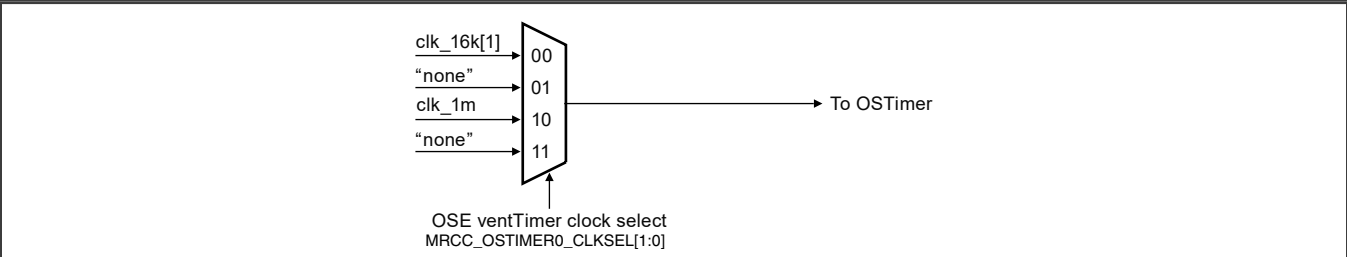 clk_16k[1]
00
“none”
01
clk_1m
10
“none”
11
To OSTimer
OSE ventTimer clock select
MRCC_OSTIMER0_CLKSEL[1:0]